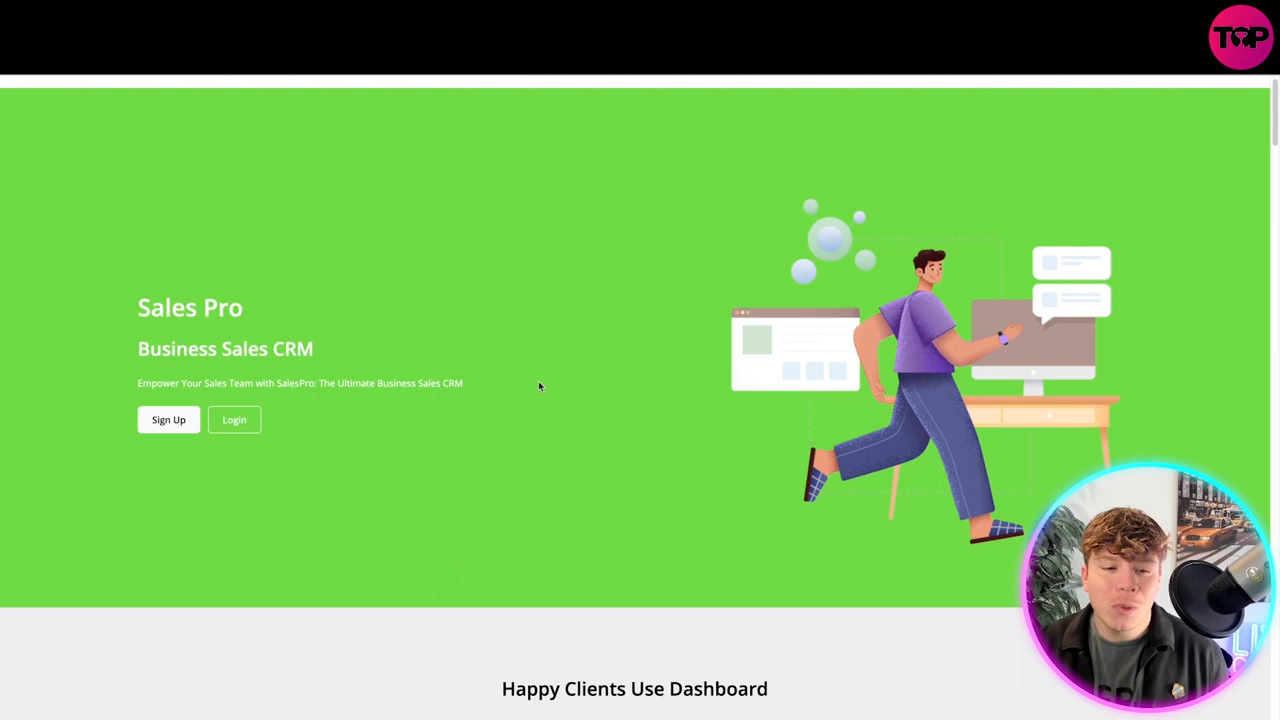 TOP
Sales Pro
Business Sales CRM
Empower Your Sales Team with SalesPro: The Ultimate Business Sales CRM
Sign Up
Login
Happy Clients Use Dashboard